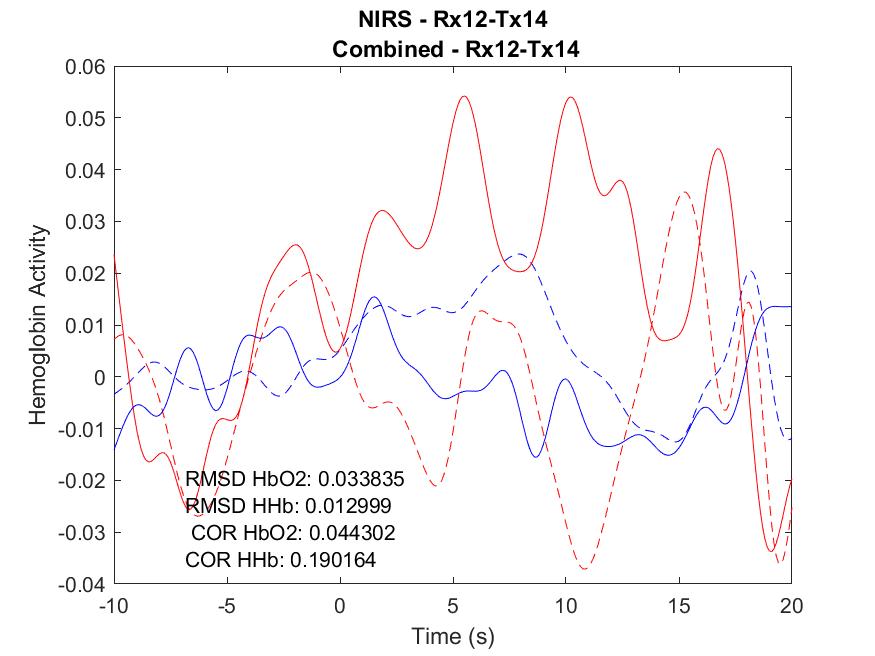 NIRS - Rx12-Tx14
Combined - Rx12-Tx14
0.06
0.05
0.04
0.03
0.02
0.01
0
-0.01
-0.02
-0.03
-0.04
Hemoglobin Activity
RMSD HbO2: 0.033835
RMSD HHb: 0.012999
COR HbO2: 0.044302
COR HHb: 0.190164
-10 -5 0 5 10 15 20
Time (s)